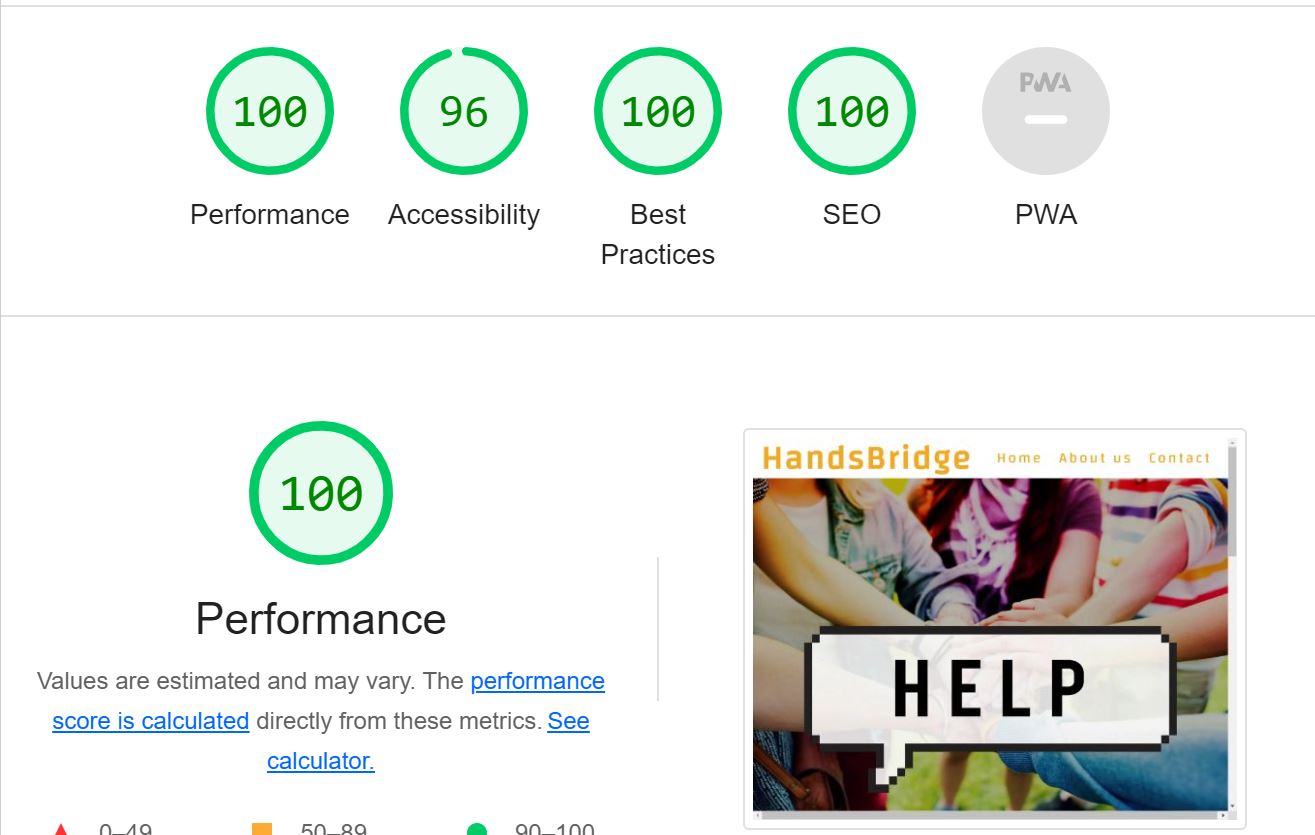 100 96 100 100 PWA
Performance Accessibility Best Practices SEO PWA
100
Performance
Values are estimated and may vary. The performance
score is calculated directly from these metrics. See
calculator.
0–49 50–89 90–100
HandsBridge Home About us Contact
HELP